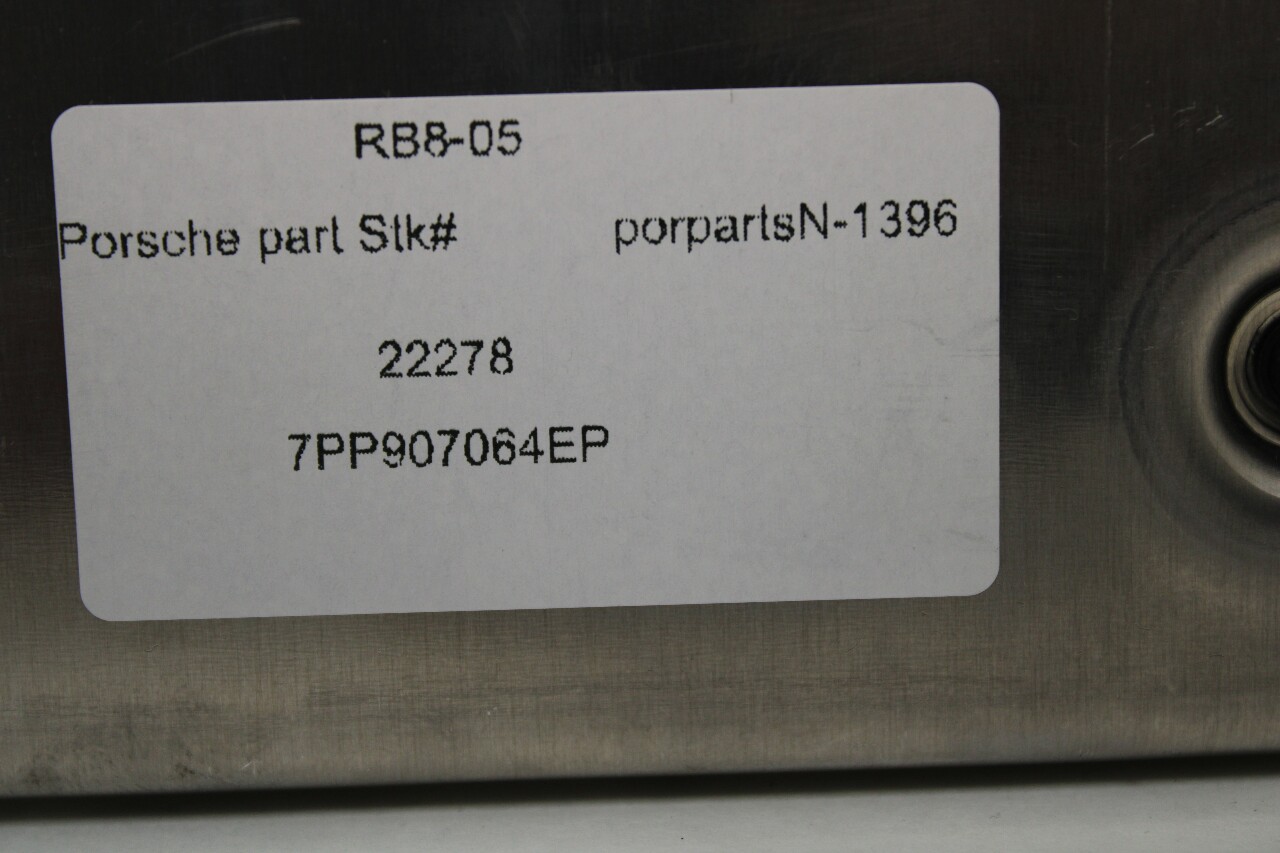 RB8-05
Porsche part Stk# porpartsN-1396
22278
7PP907064EP